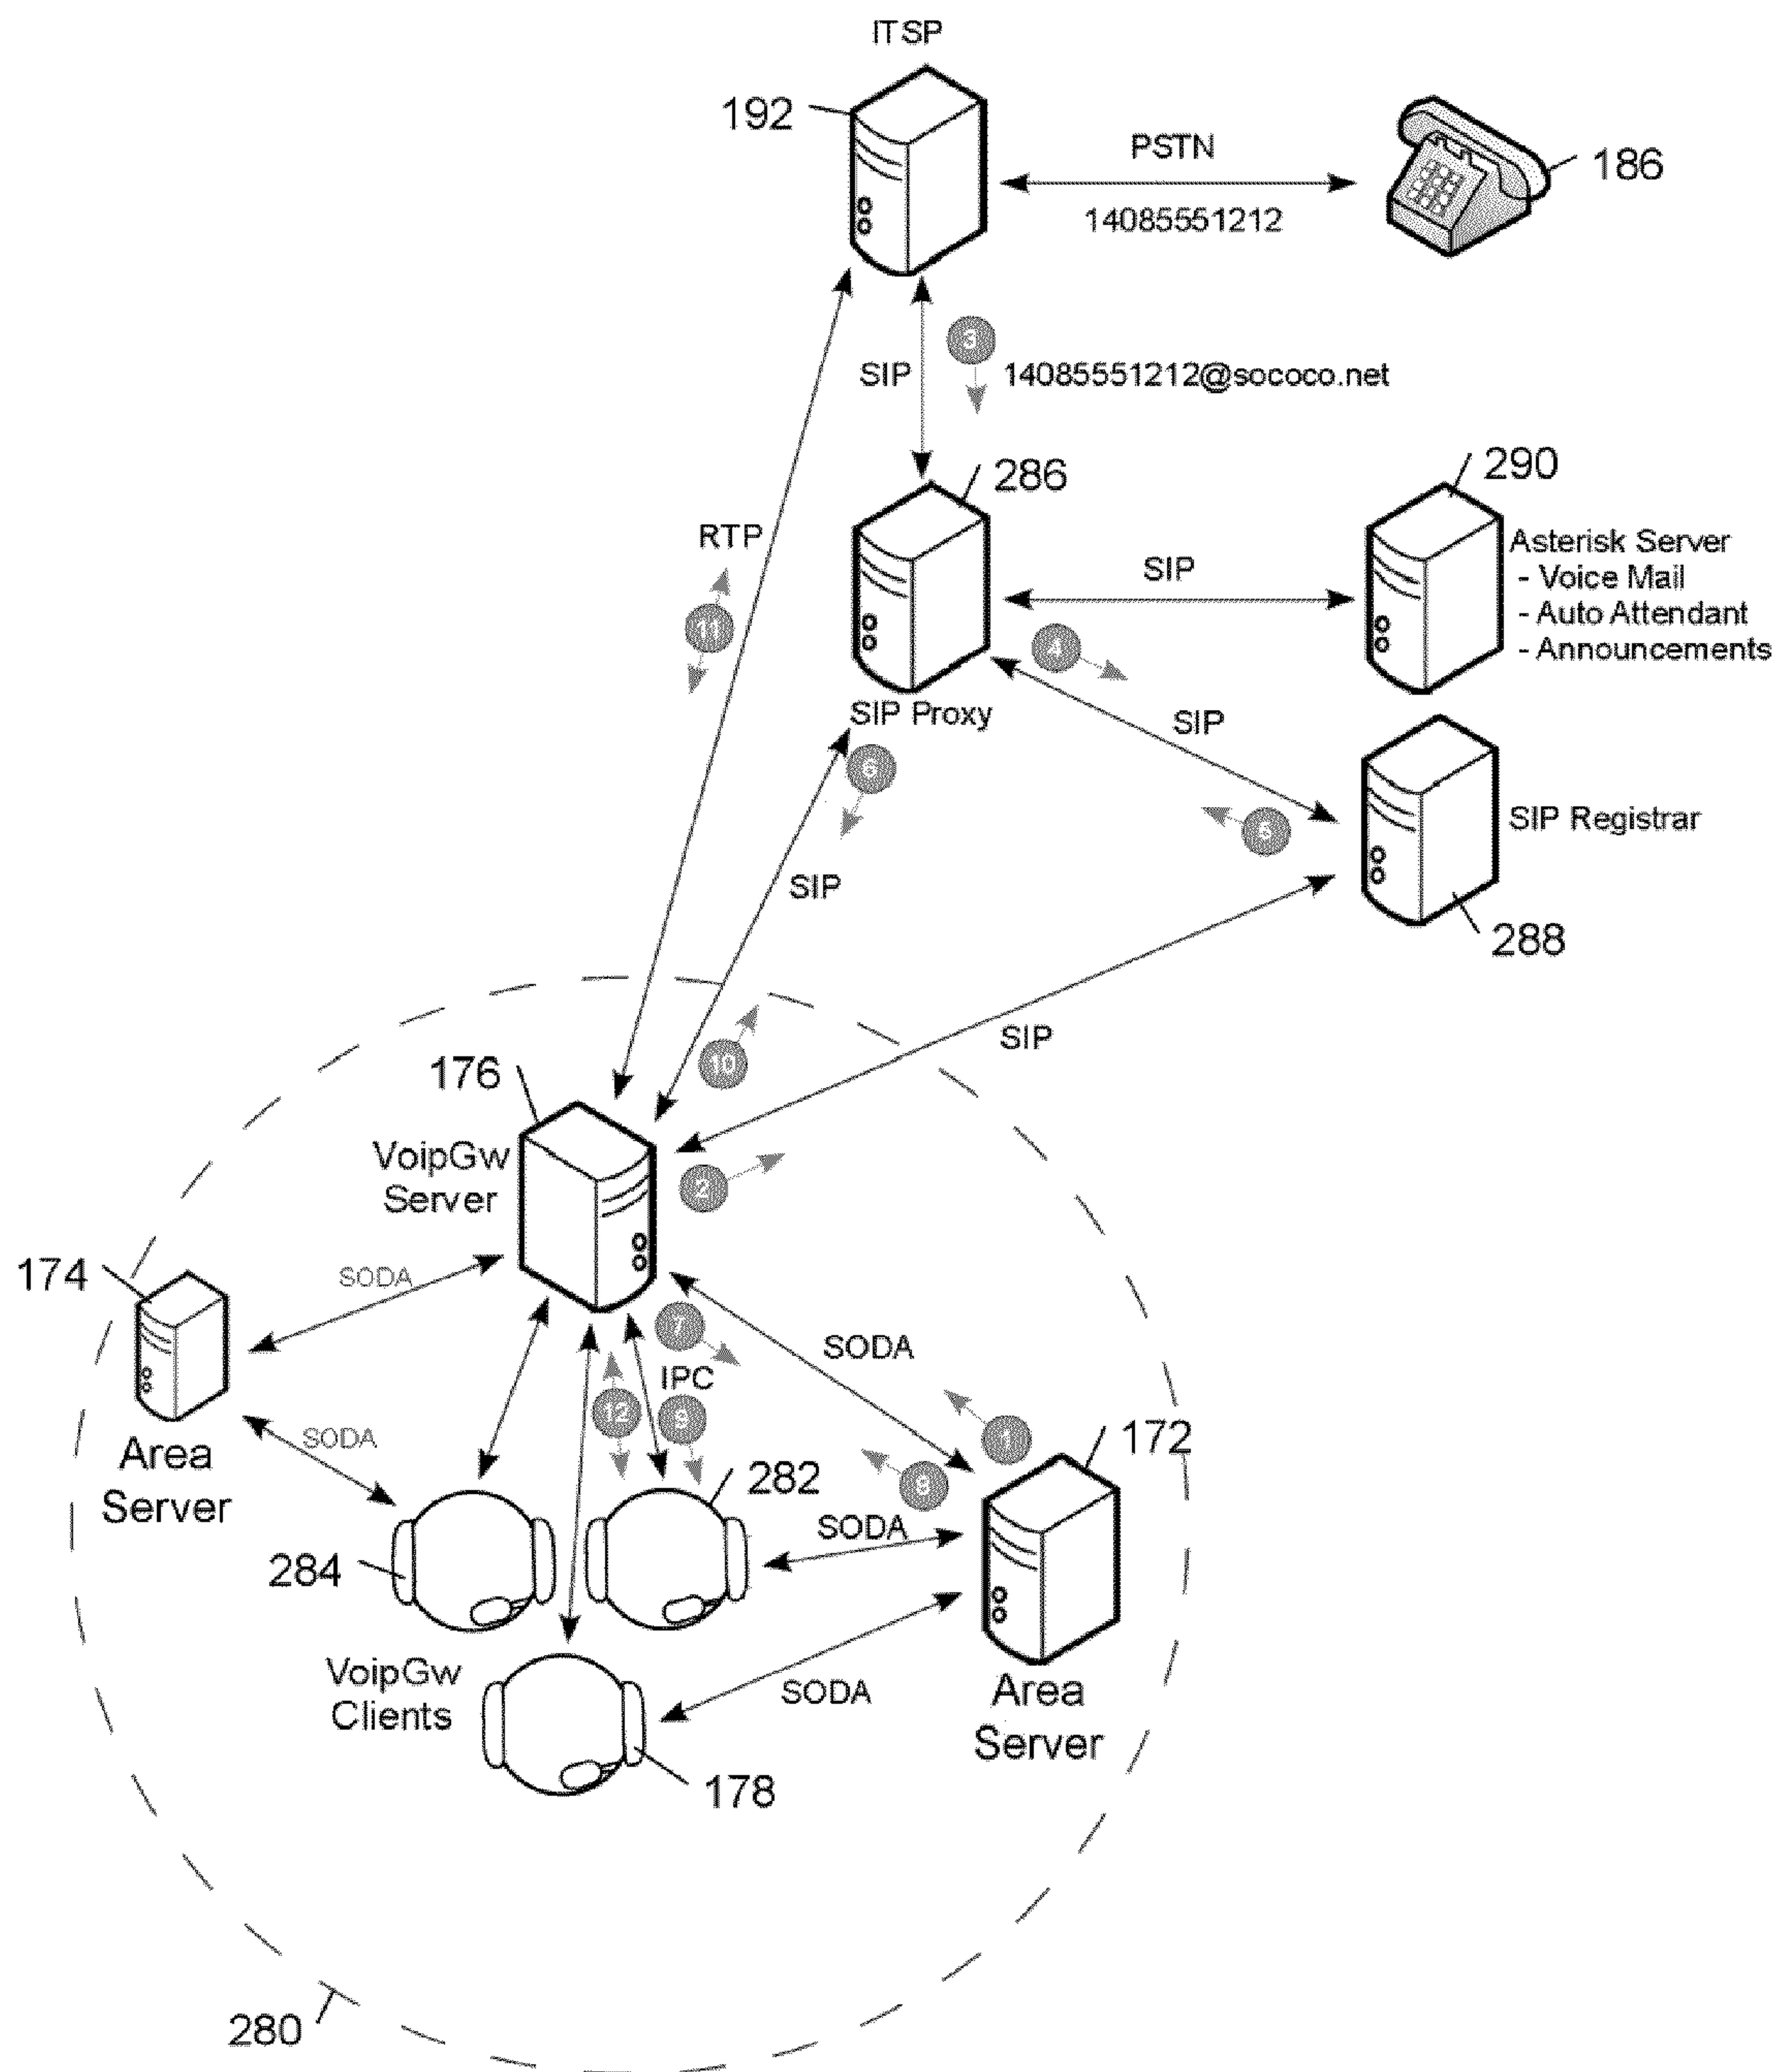 ITSP
192
PSTN
186
14085551212
3
SIP
14085551212@sococo.net
286
290
RTP
SIP
Asterisk Server
- Voice Mail
- Auto Attendant
- Announcements
11
4
SIP Proxy
SIP
6
5
SIP Registrar
SIP
288
SIP
10
176
VoipGw
Server
2
174
SODA
7
SODA
IPC
12
9
1
172
SODA
Area
Server
282
8
SODA
284
VoipGw
Clients
SODA
Area
Server
178
280